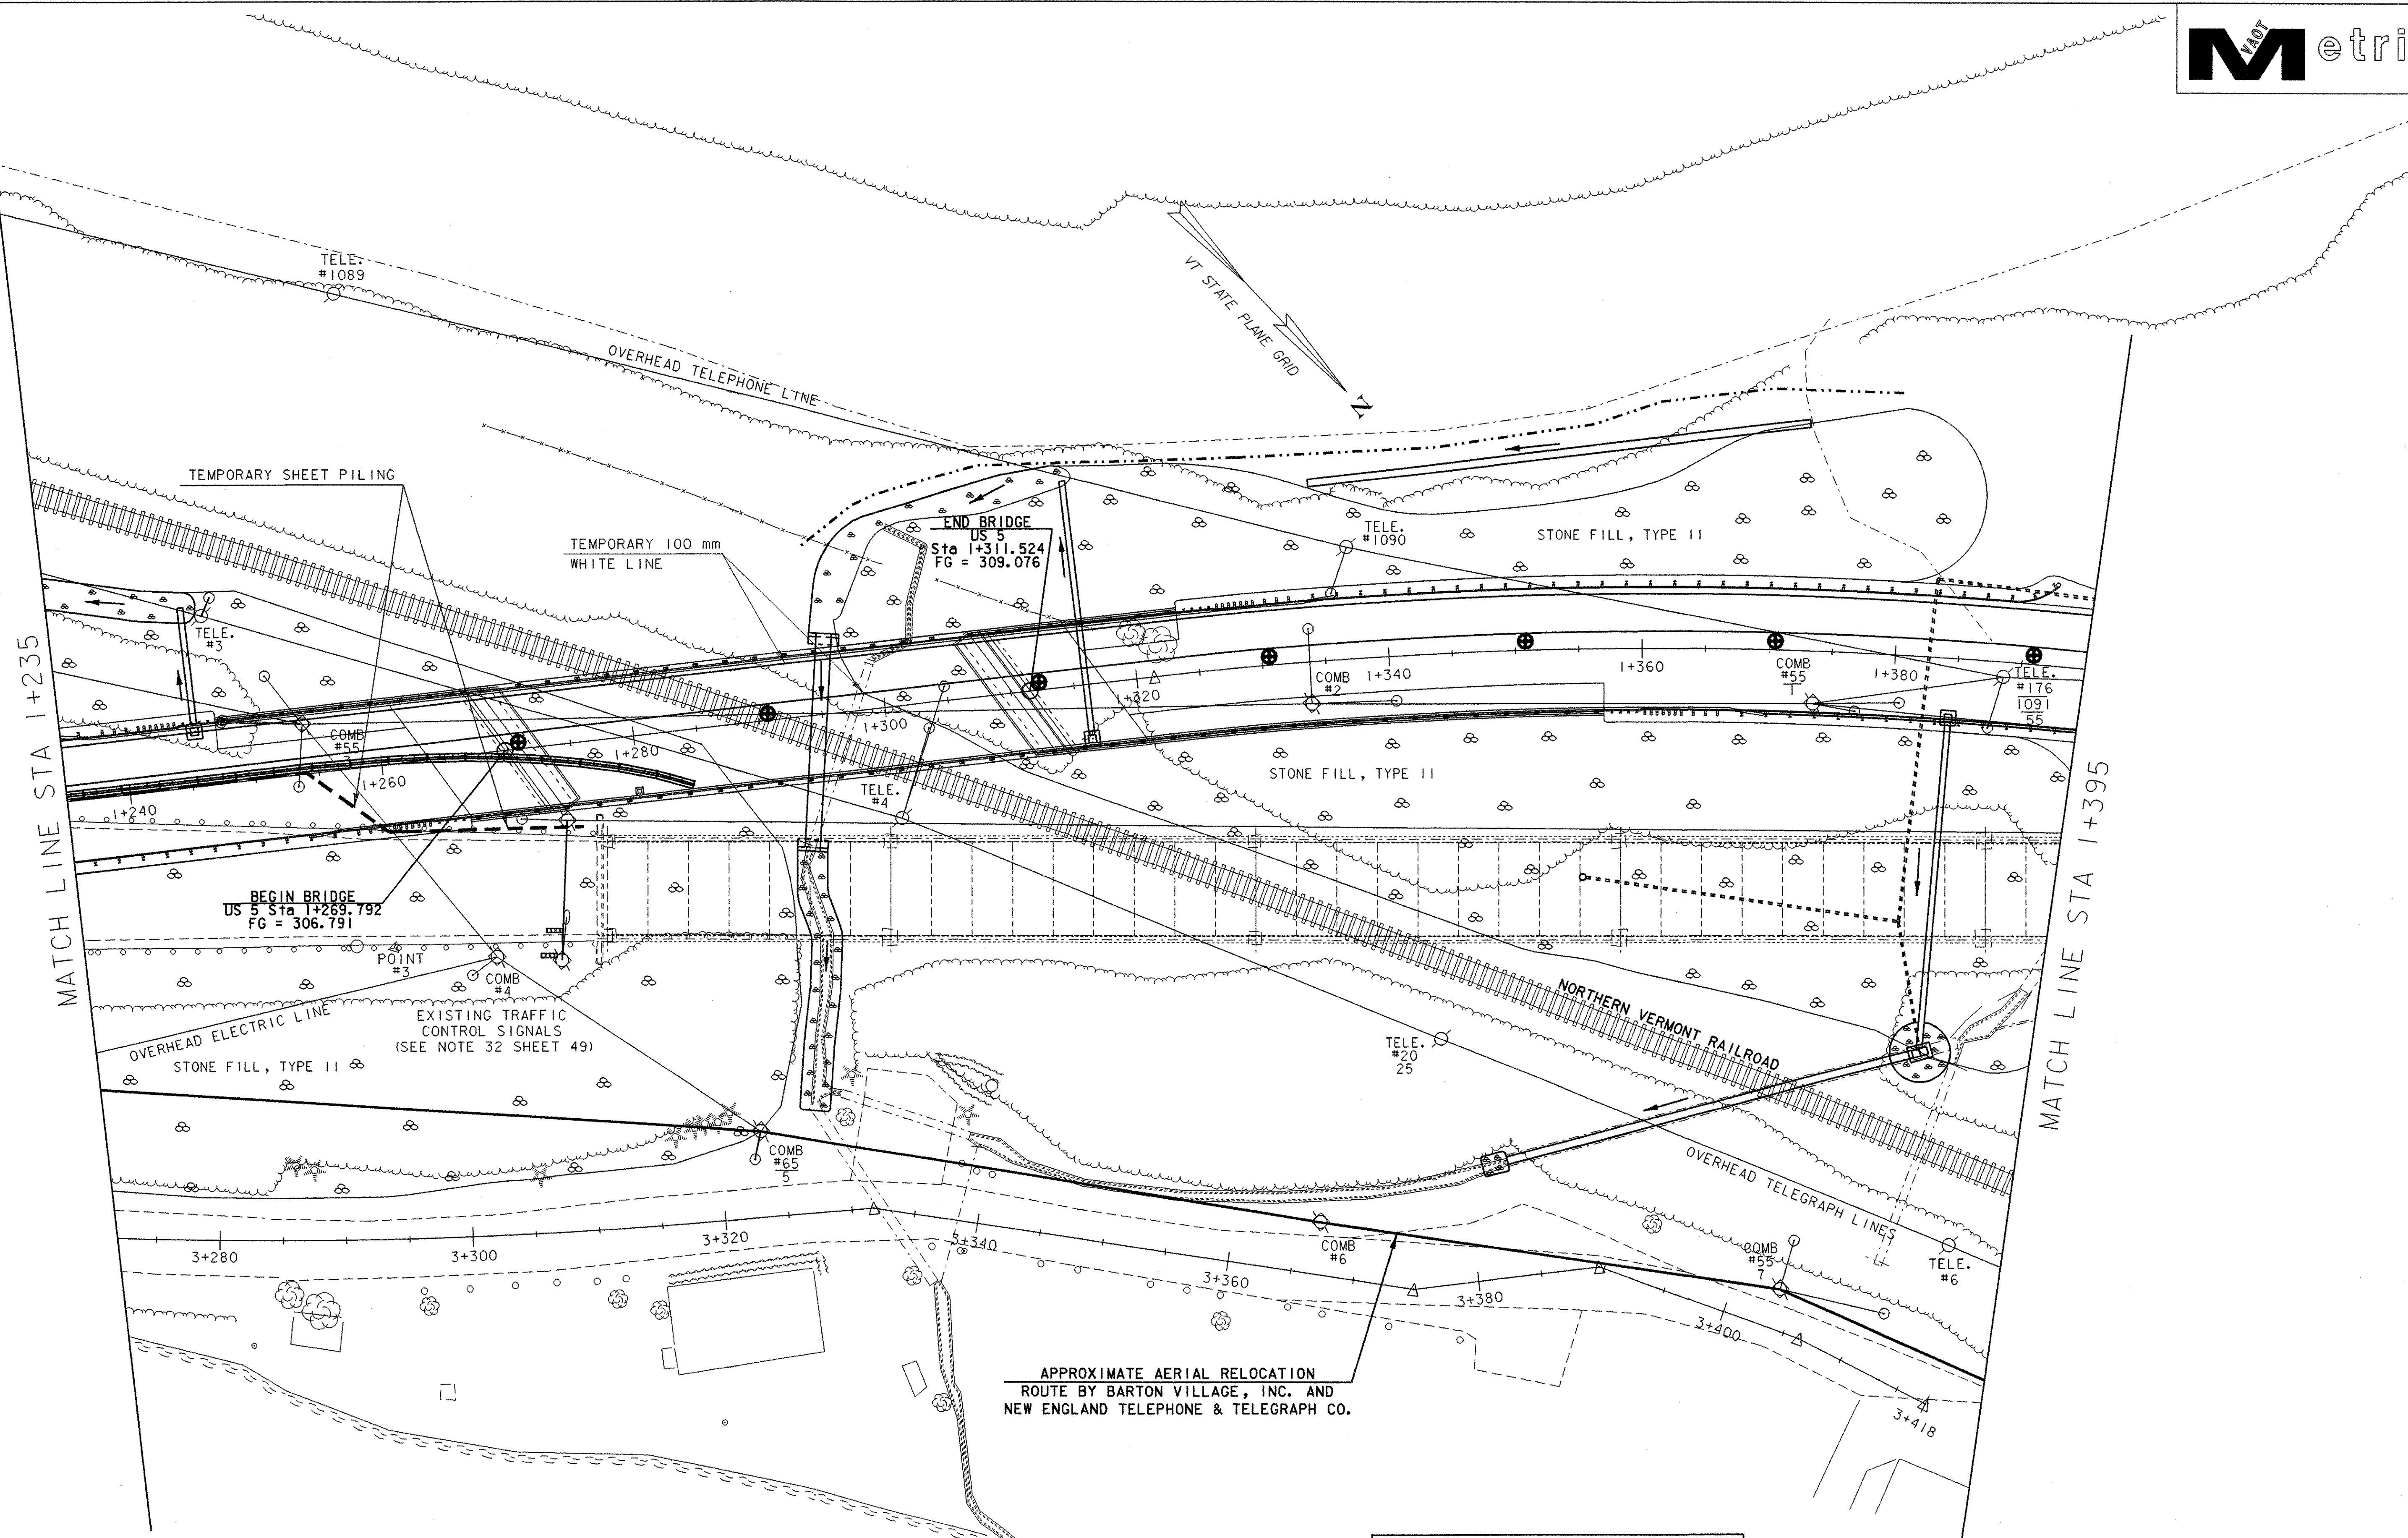 VAOT
Metri
TELE.
#1089
VT STATE PLANE GRID
N
OVERHEAD TELEPHONE LINE
TEMPORARY SHEET PILING
TEMPORARY 100 mm
WHITE LINE
END BRIDGE
US 5
Sta 1+311.524
FG = 309.076
TELE.
#1090
STONE FILL, TYPE II
TELE.
#3
MATCH LINE STA 1+235
COMB
#55
3
1+240
1+260
1+280
1+300
1+320
1+340
1+360
1+380
COMB
#2
COMB
#55
1
TELE.
#176
1091
55
TELE.
#4
STONE FILL, TYPE II
MATCH LINE STA 1+395
BEGIN BRIDGE
US 5 Sta 1+269.792
FG = 306.791
POINT
#3
COMB
#4
OVERHEAD ELECTRIC LINE
EXISTING TRAFFIC
CONTROL SIGNALS
(SEE NOTE 32 SHEET 49)
STONE FILL, TYPE II
NORTHERN VERMONT RAILROAD
TELE.
#20
25
OVERHEAD TELEGRAPH LINES
COMB
#65
5
COMB
#6
COMB
#55
7
TELE.
#6
3+280
3+300
3+320
3+340
3+360
3+380
3+400
3+418
APPROXIMATE AERIAL RELOCATION
ROUTE BY BARTON VILLAGE, INC. AND
NEW ENGLAND TELEPHONE & TELEGRAPH CO.